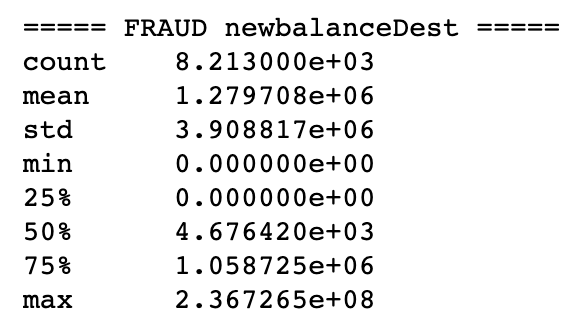 ===== FRAUD newbalanceDest =====
count    8.213000e+03
mean     1.279708e+06
std      3.908817e+06
min      0.000000e+00
25%      0.000000e+00
50%      4.676420e+03
75%      1.058725e+06
max      2.367265e+08